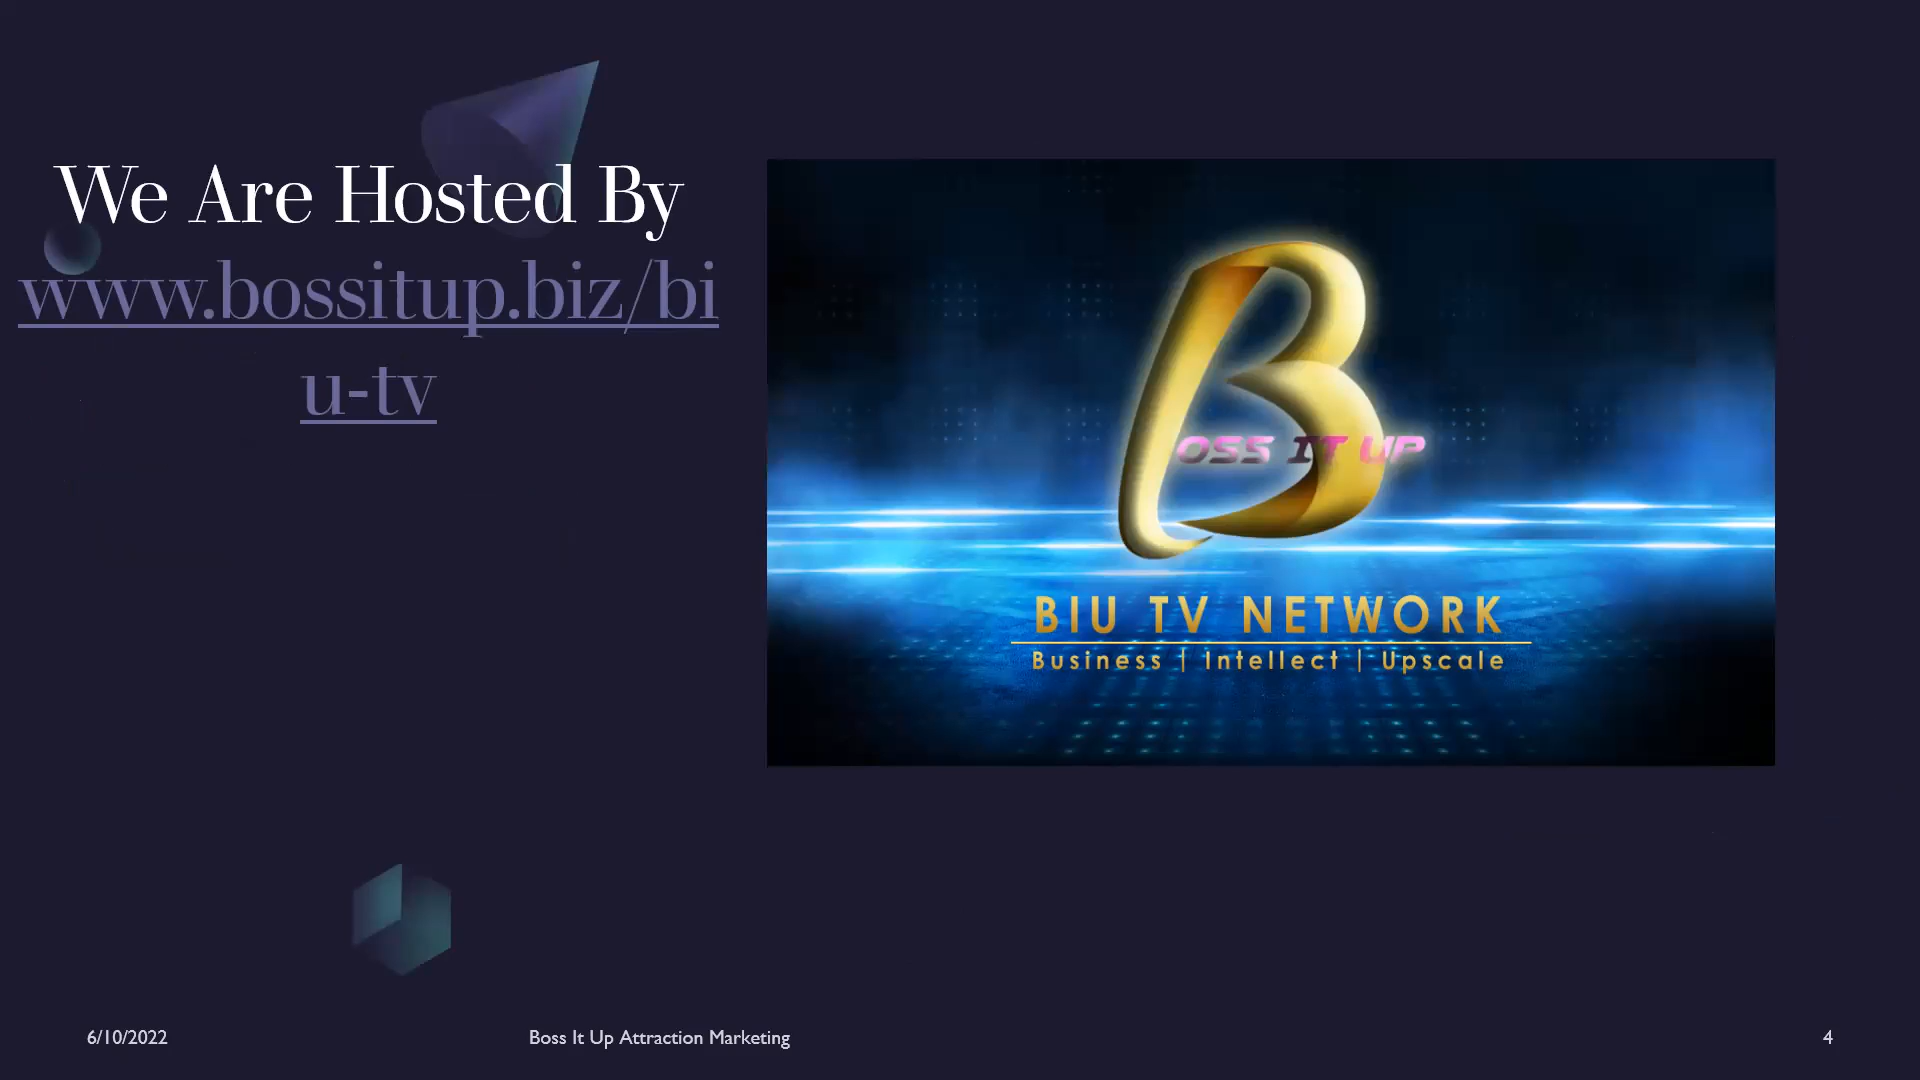 We Are Hosted By
www.bossitup.biz/bi
u-tv
B
OSS IT UP
BIU TV NETWORK
Business | Intellect | Upscale
6/10/2022
Boss It Up Attraction Marketing
4